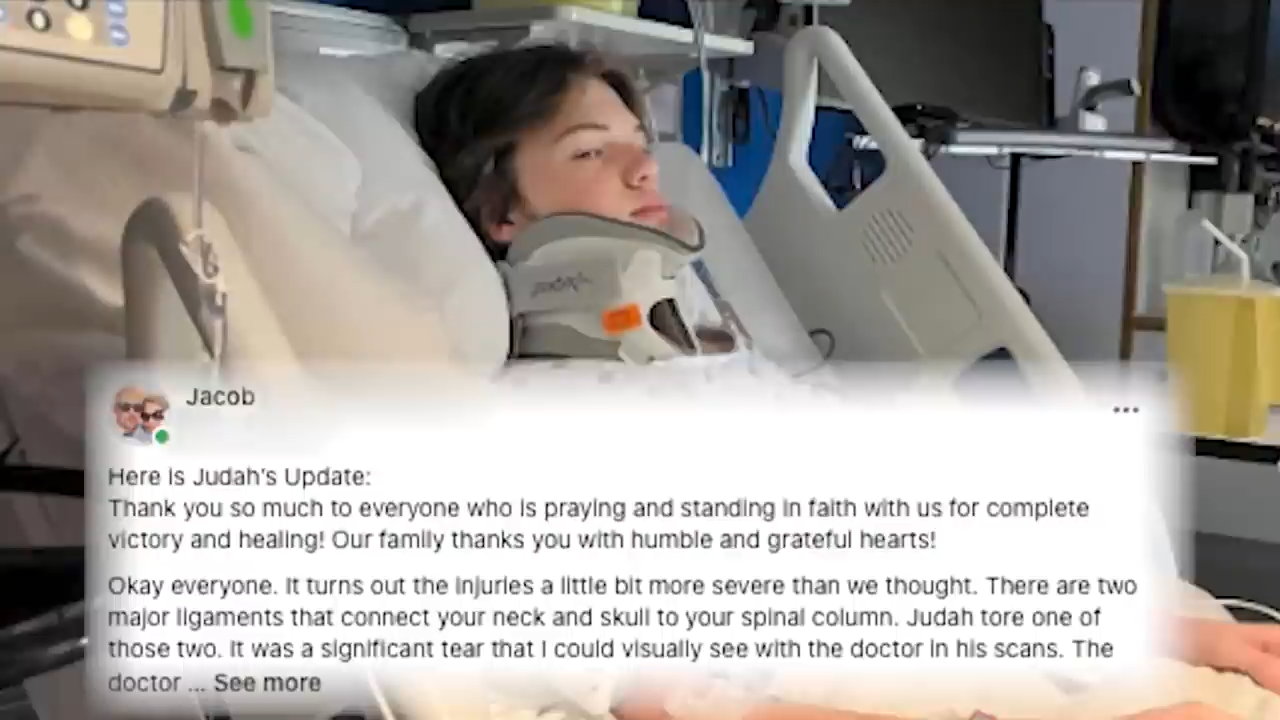 Jacob
Here is Judah's Update:
Thank you so much to everyone who is praying and standing in faith with us for complete
victory and healing! Our family thanks you with humble and grateful hearts!
Okay everyone. It turns out the injuries a little bit more severe than we thought. There are two
major ligaments that connect your neck and skull to your spinal column. Judah tore one of
those two. It was a significant tear that I could visually see with the doctor in his scans. The
doctor ... See more